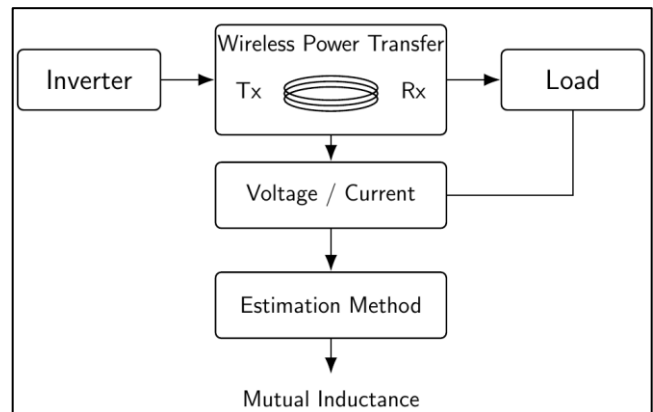 Wireless Power Transfer
Inverter
Tx
Rx
Load
Voltage / Current
Estimation Method
Mutual Inductance